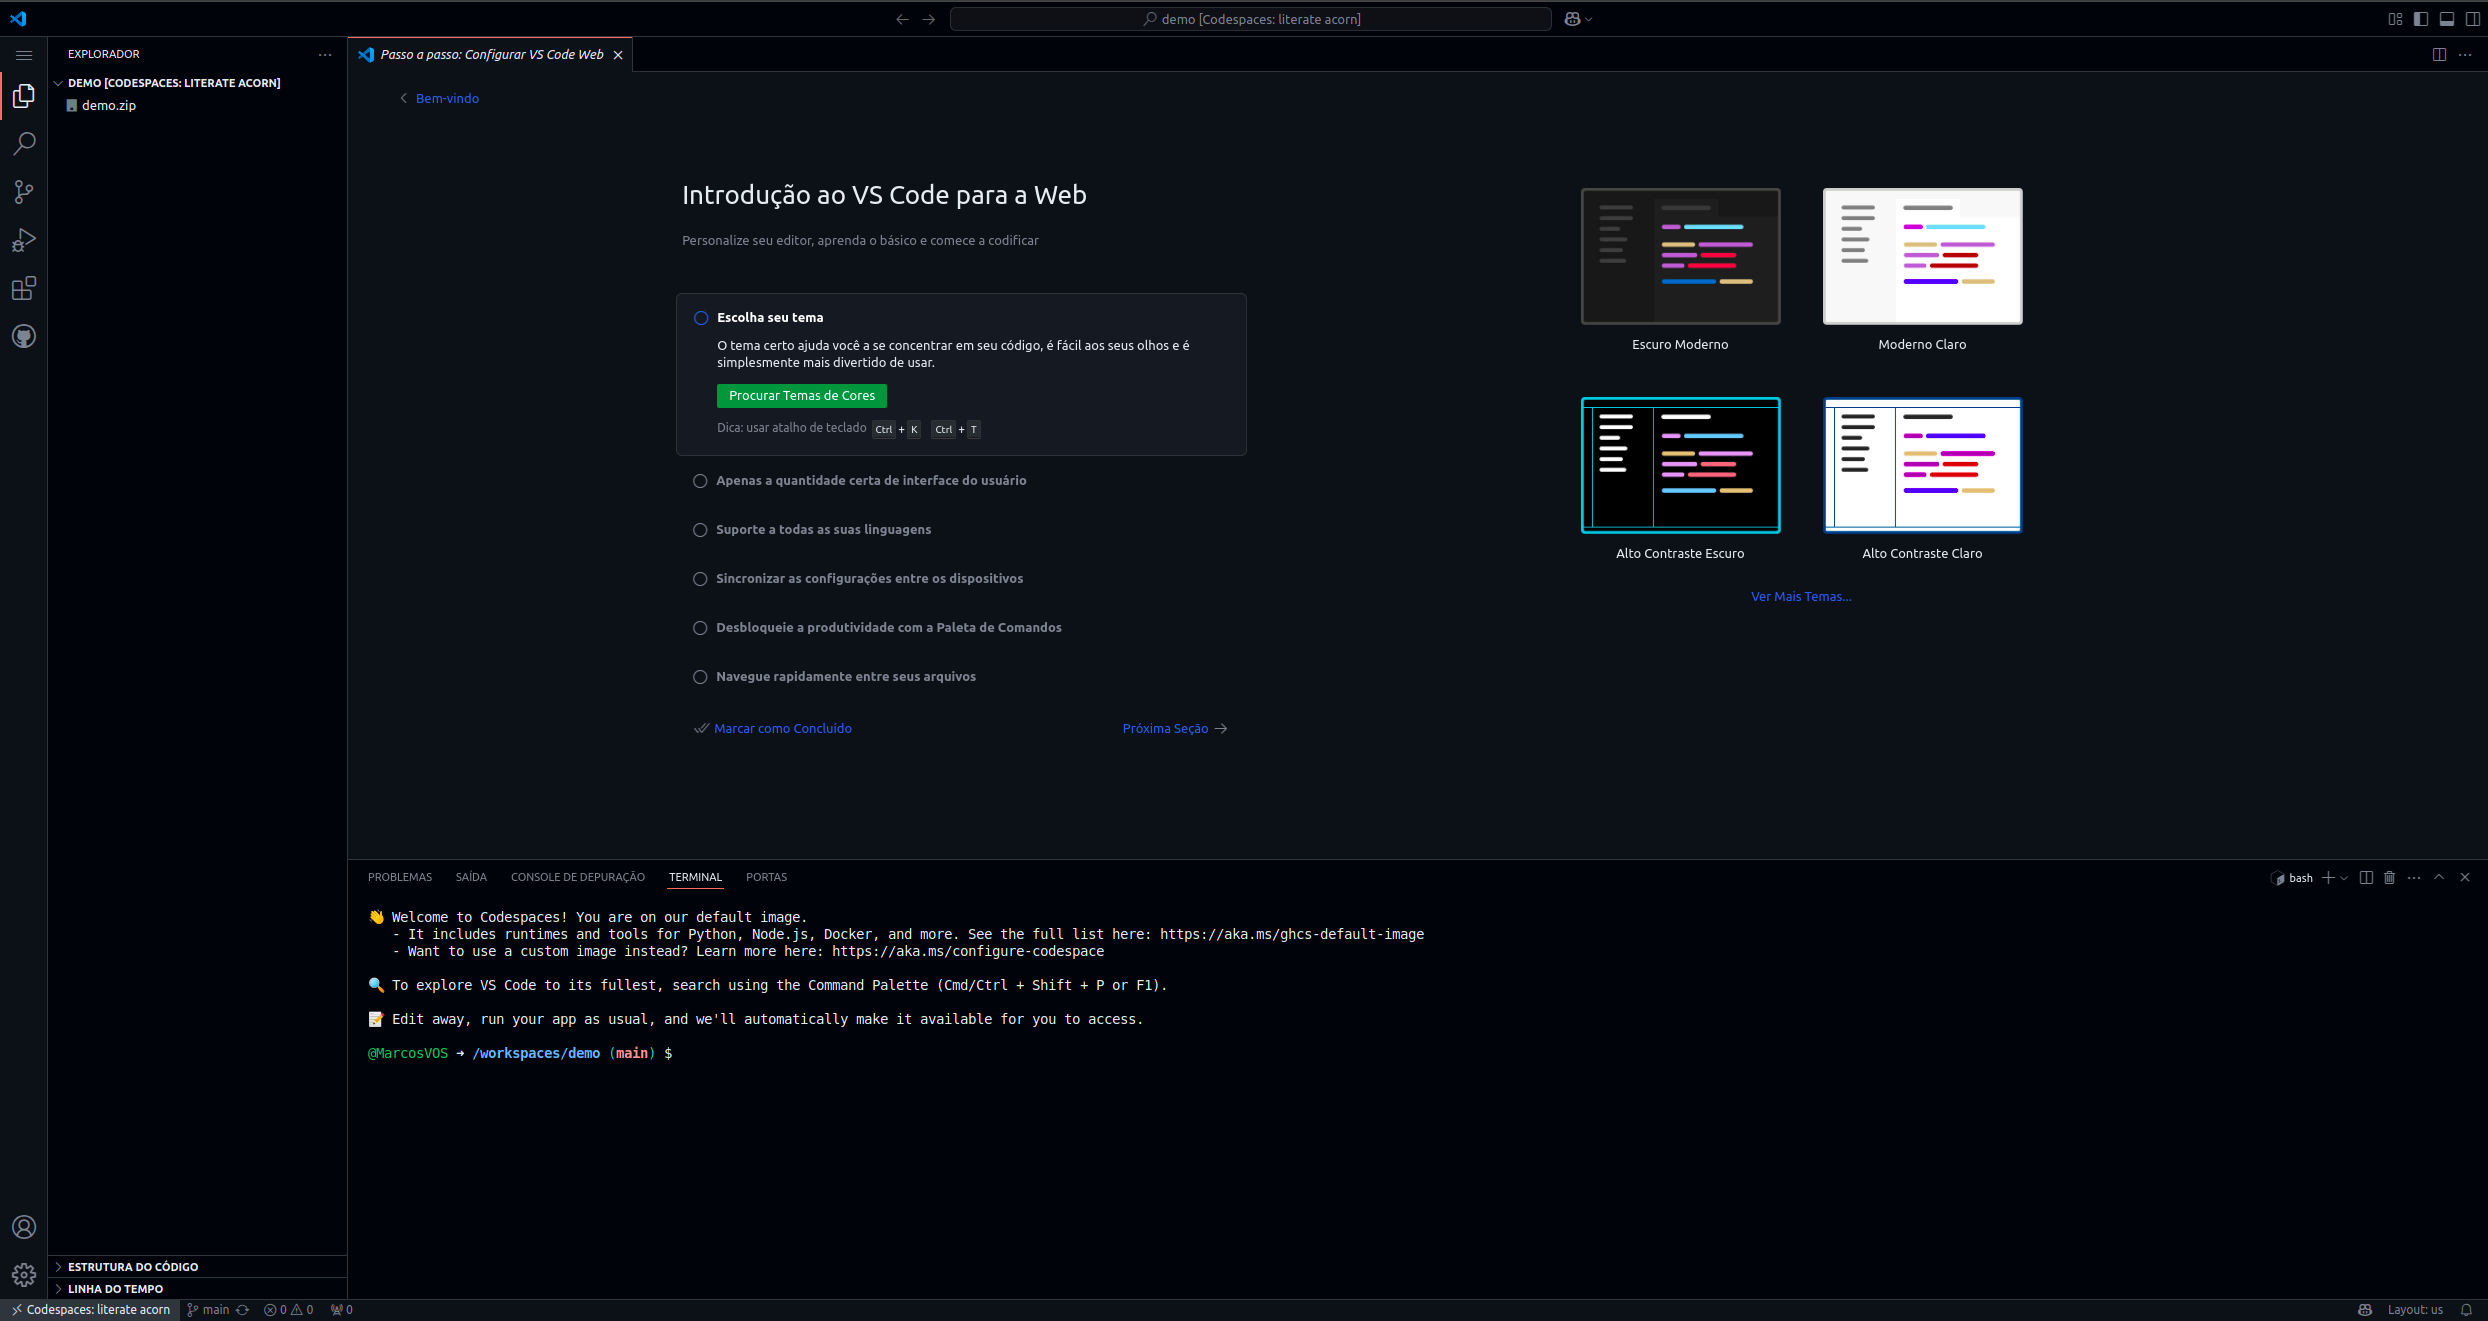 demo [Codespaces: literate acorn]
EXPLORADOR
DEMO [CODESPACES: LITERATE ACORN]
demo.zip
Passo a passo: Configurar VS Code Web
Bem-vindo
Introdução ao VS Code para a Web
Personalize seu editor, aprenda o básico e comece a codificar
Escolha seu tema
O tema certo ajuda você a se concentrar em seu código, é fácil aos seus olhos e é
simplesmente mais divertido de usar.
Procurar Temas de Cores
Dica: usar atalho de teclado Ctrl + K Ctrl + T
Apenas a quantidade certa de interface do usuário
Suporte a todas as suas linguagens
Sincronizar as configurações entre os dispositivos
Desbloqueie a produtividade com a Paleta de Comandos
Navegue rapidamente entre seus arquivos
Marcar como Concluído
Próxima Seção
Escuro Moderno
Moderno Claro
Alto Contraste Escuro
Alto Contraste Claro
Ver Mais Temas...
PROBLEMAS SAÍDA CONSOLE DE DEPURAÇÃO TERMINAL PORTAS
bash
👋 Welcome to Codespaces! You are on our default image.
- It includes runtimes and tools for Python, Node.js, Docker, and more. See the full list here: https://aka.ms/ghcs-default-image
- Want to use a custom image instead? Learn more here: https://aka.ms/configure-codespace
🔍 To explore VS Code to its fullest, search using the Command Palette (Cmd/Ctrl + Shift + P or F1).
📝 Edit away, run your app as usual, and we'll automatically make it available for you to access.
@MarcosVOS ➜ /workspaces/demo (main) $
ESTRUTURA DO CÓDIGO
LINHA DO TEMPO
Codespaces: literate acorn main 0 0 0
Layout: us